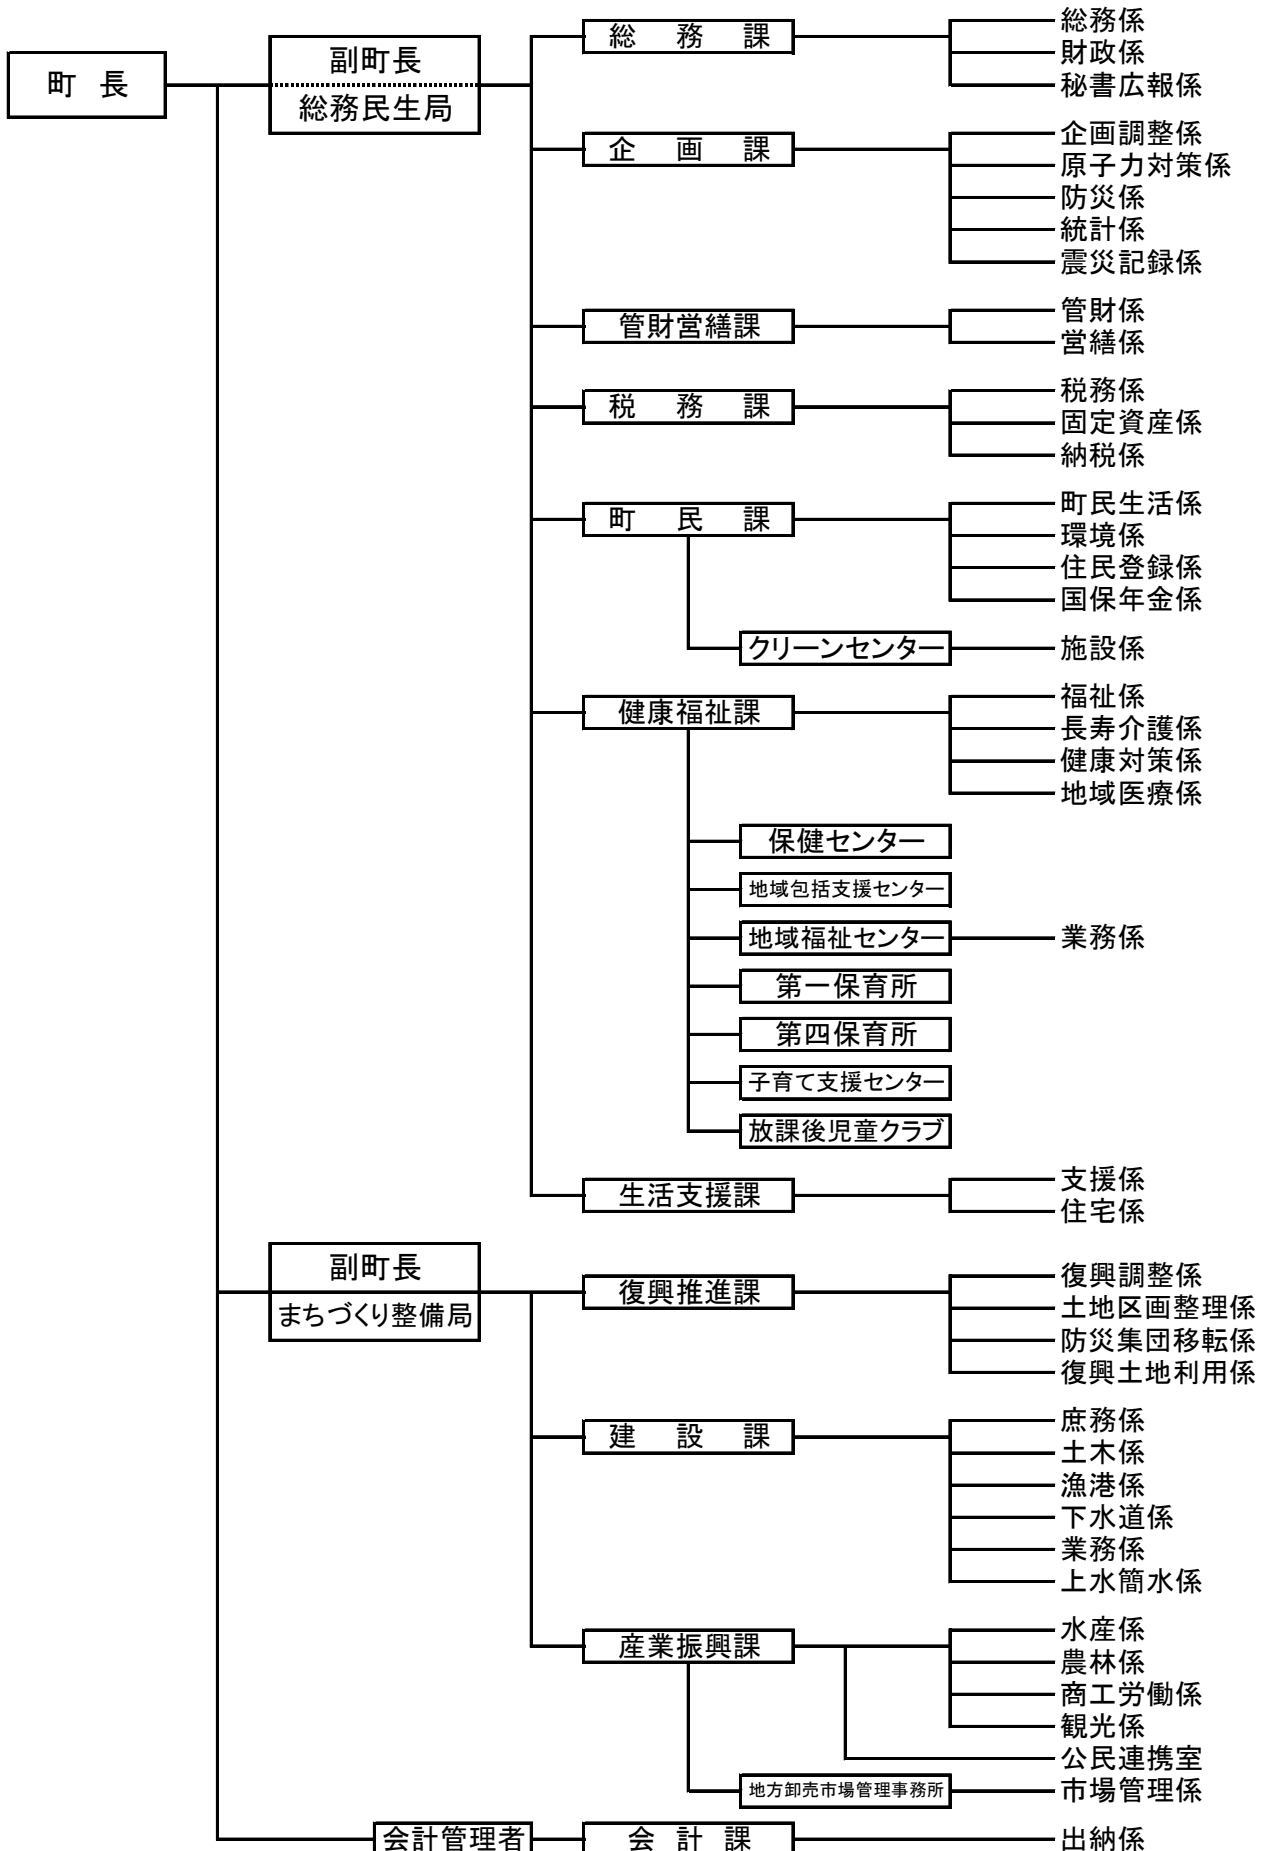 町 長
副町長
総務民生局
総 務 課
総務係
財政係
秘書広報係
企 画 課
企画調整係
原子力対策係
防災係
統計係
震災記録係
管財営繕課
管財係
営繕係
税 務 課
税務係
固定資産係
納税係
町 民 課
町民生活係
環境係
住民登録係
国保年金係
クリーンセンター
施設係
健康福祉課
福祉係
長寿介護係
健康対策係
地域医療係
保健センター
地域包括支援センター
地域福祉センター
業務係
第一保育所
第四保育所
子育て支援センター
放課後児童クラブ
生活支援課
支援係
住宅係
副町長
まちづくり整備局
復興推進課
復興調整係
土地区画整理係
防災集団移転係
復興土地利用係
建 設 課
庶務係
土木係
漁港係
下水道係
業務係
上水簡水係
産業振興課
水産係
農林係
商工労働係
観光係
公民連携室
地方卸売市場管理事務所
市場管理係
会計管理者
会 計 課
出納係